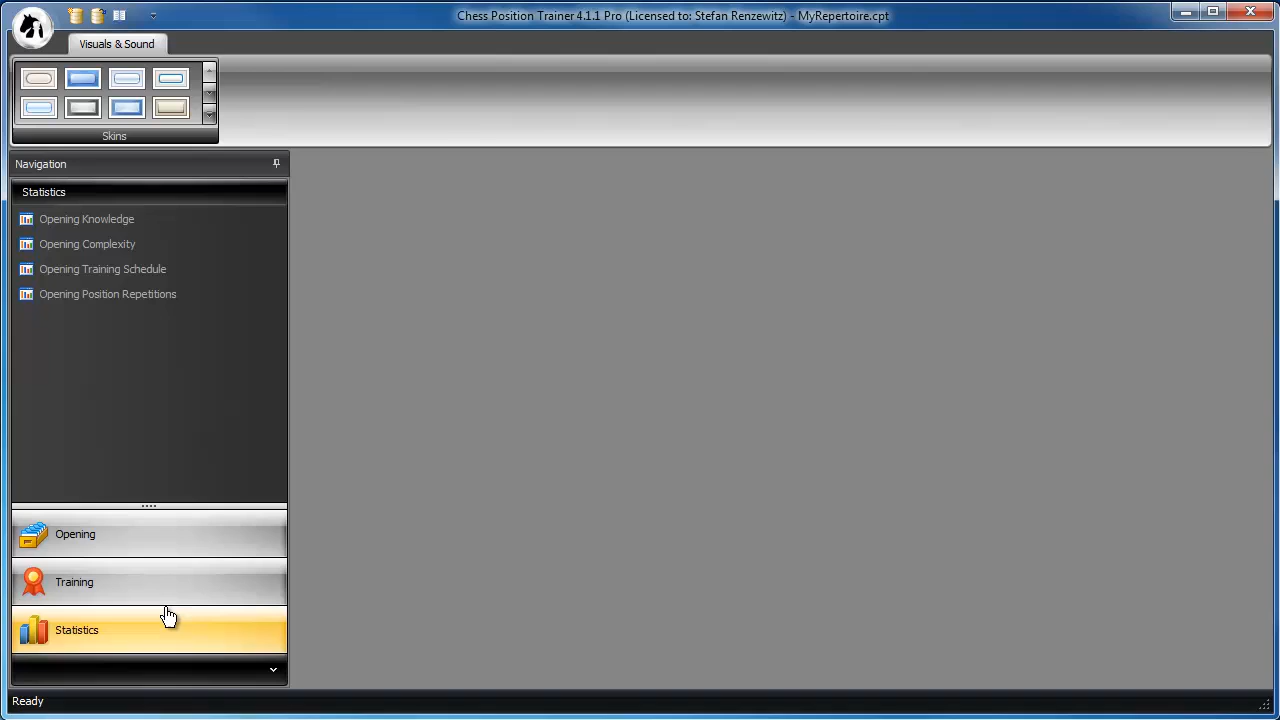 Chess Position Trainer 4.1.1 Pro (Licensed to: Stefan Renzewitz) - MyRepertoire.cpt
Visuals & Sound
Skins
Navigation
Statistics
Opening Knowledge
Opening Complexity
Opening Training Schedule
Opening Position Repetitions
Opening
Training
Statistics
Ready